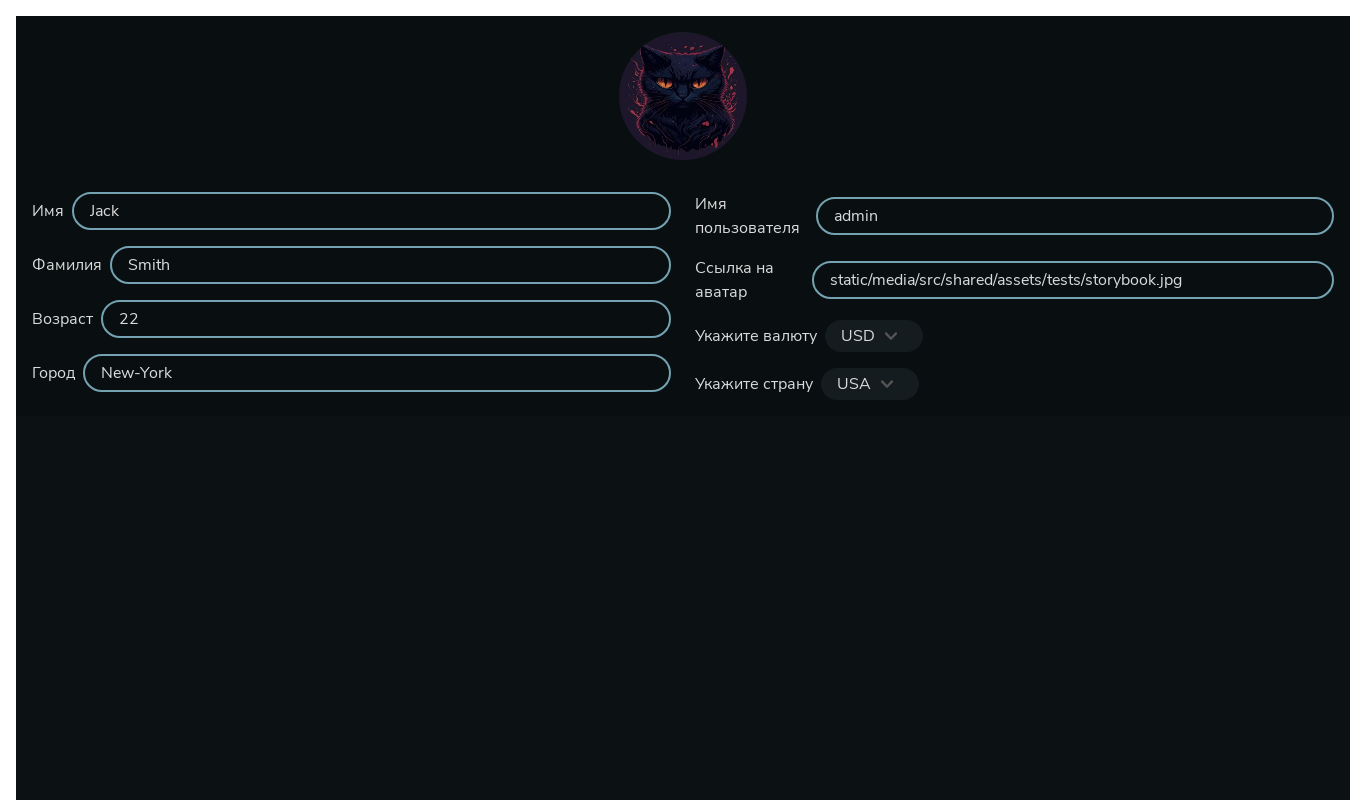 Имя
Jack
Фамилия
Smith
Возраст
22
Город
New-York
Имя
пользователя
admin
Ссылка на
аватар
static/media/src/shared/assets/tests/storybook.jpg
Укажите валюту
USD
Укажите страну
USA